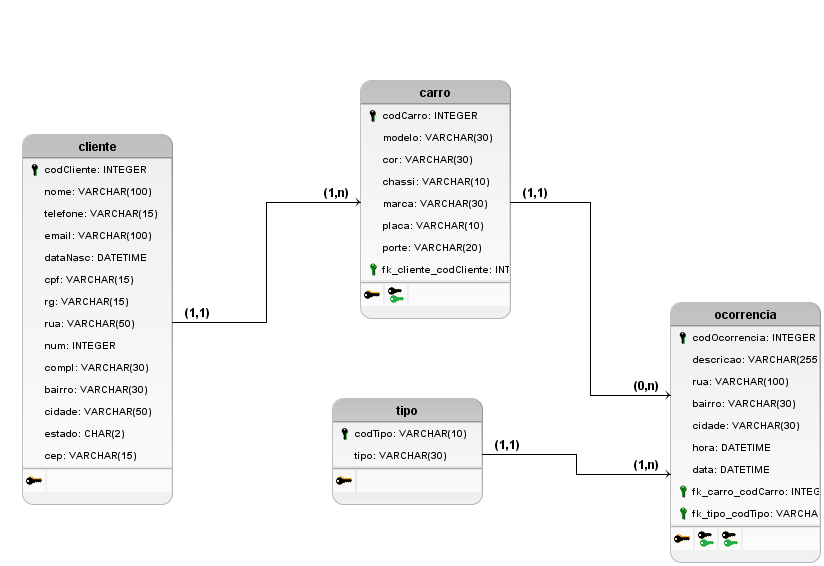 cliente
codCliente: INTEGER
nome: VARCHAR(100)
telefone: VARCHAR(15)
email: VARCHAR(100)
dataNasc: DATETIME
cpf: VARCHAR(15)
rg: VARCHAR(15)
rua: VARCHAR(50)
num: INTEGER
compl: VARCHAR(30)
bairro: VARCHAR(30)
cidade: VARCHAR(50)
estado: CHAR(2)
cep: VARCHAR(15)
(1,1)
(1,n)
carro
codCarro: INTEGER
modelo: VARCHAR(30)
cor: VARCHAR(30)
chassi: VARCHAR(10)
marca: VARCHAR(30)
placa: VARCHAR(10)
porte: VARCHAR(20)
fk_cliente_codCliente: INT
(1,1)
(0,n)
tipo
codTipo: VARCHAR(10)
tipo: VARCHAR(30)
(1,1)
(1,n)
ocorrencia
codOcorrencia: INTEGER
descricao: VARCHAR(255
rua: VARCHAR(100)
bairro: VARCHAR(30)
cidade: VARCHAR(30)
hora: DATETIME
data: DATETIME
fk_carro_codCarro: INTEG
fk_tipo_codTipo: VARCHA